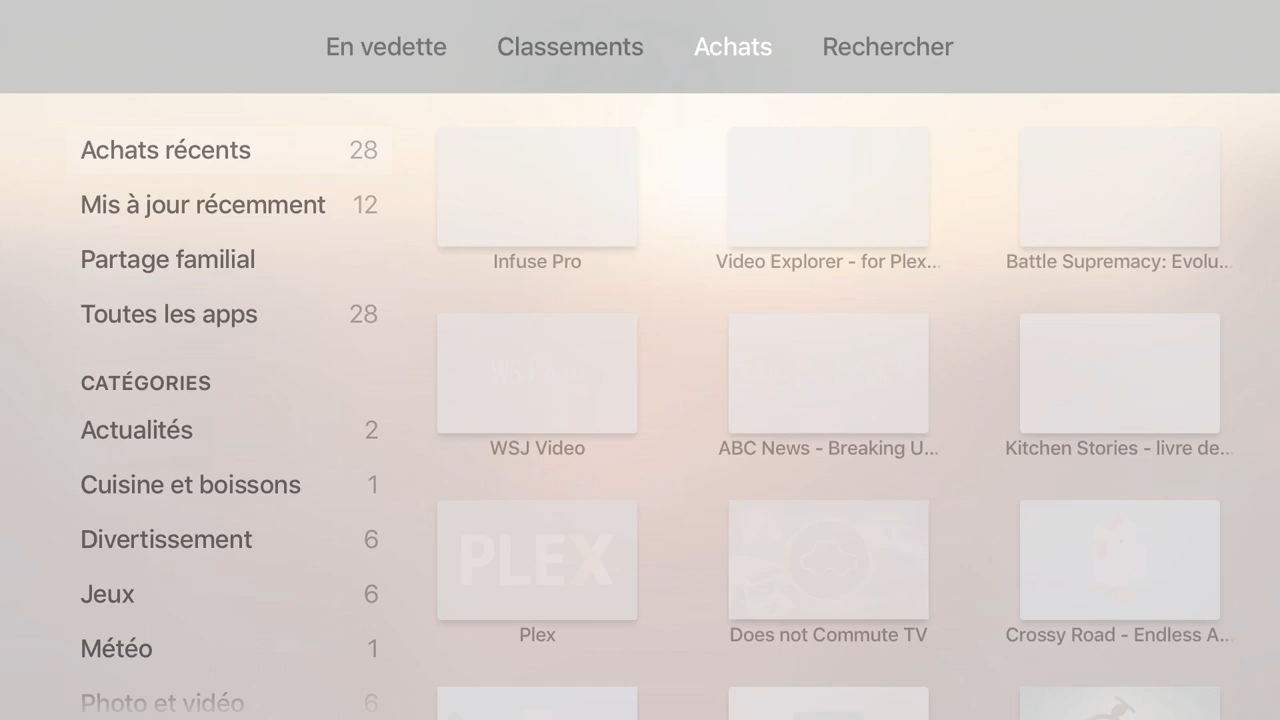 En vedette Classements Achats Rechercher
Achats récents 28
Mis à jour récemment 12
Partage familial
Toutes les apps 28
CATÉGORIES
Actualités 2
Cuisine et boissons 1
Divertissement 6
Jeux 6
Météo 1
Photo et vidéo 6
Infuse Pro
Video Explorer - for Plex...
Battle Supremacy: Evolu...
WSJ Video
ABC News - Breaking U...
Kitchen Stories - livre de...
PLEX
Plex
Does not Commute TV
Crossy Road - Endless A...